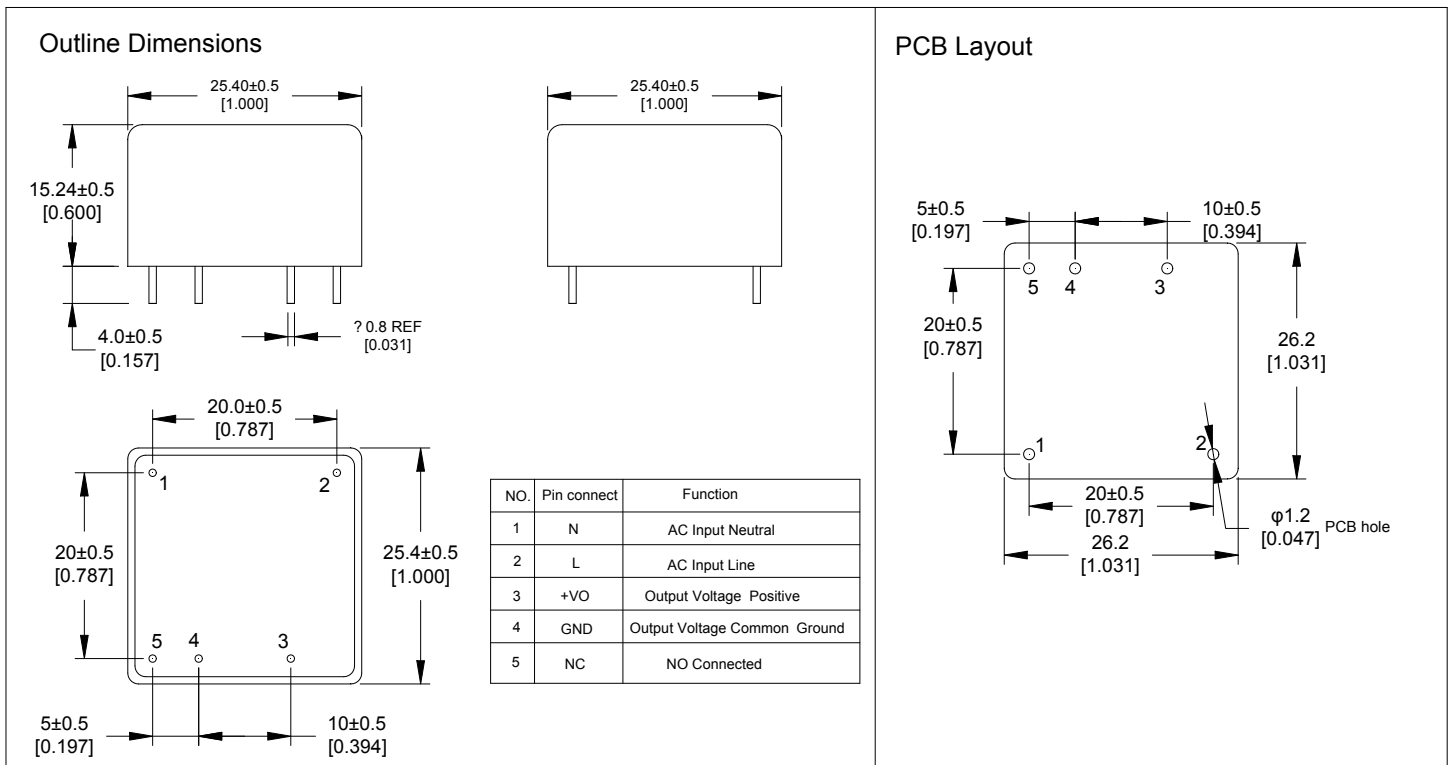 Outline Dimensions
25.40±0.5
[1.000]
25.40±0.5
[1.000]
15.24±0.5
[0.600]
4.0±0.5
[0.157]
? 0.8 REF
[0.031]
20.0±0.5
[0.787]
1
2
20±0.5
[0.787]
25.4±0.5
[1.000]
5 4 3
5±0.5
[0.197]
10±0.5
[0.394]
NO. Pin connect Function
1 N AC Input Neutral
2 L AC Input Line
3 +VO Output Voltage Positive
4 GND Output Voltage Common Ground
5 NC NO Connected
PCB Layout
5±0.5
[0.197]
10±0.5
[0.394]
5 4 3
20±0.5
[0.787]
26.2
[1.031]
1
2
20±0.5
[0.787]
26.2
[1.031]
φ1.2
[0.047] PCB hole